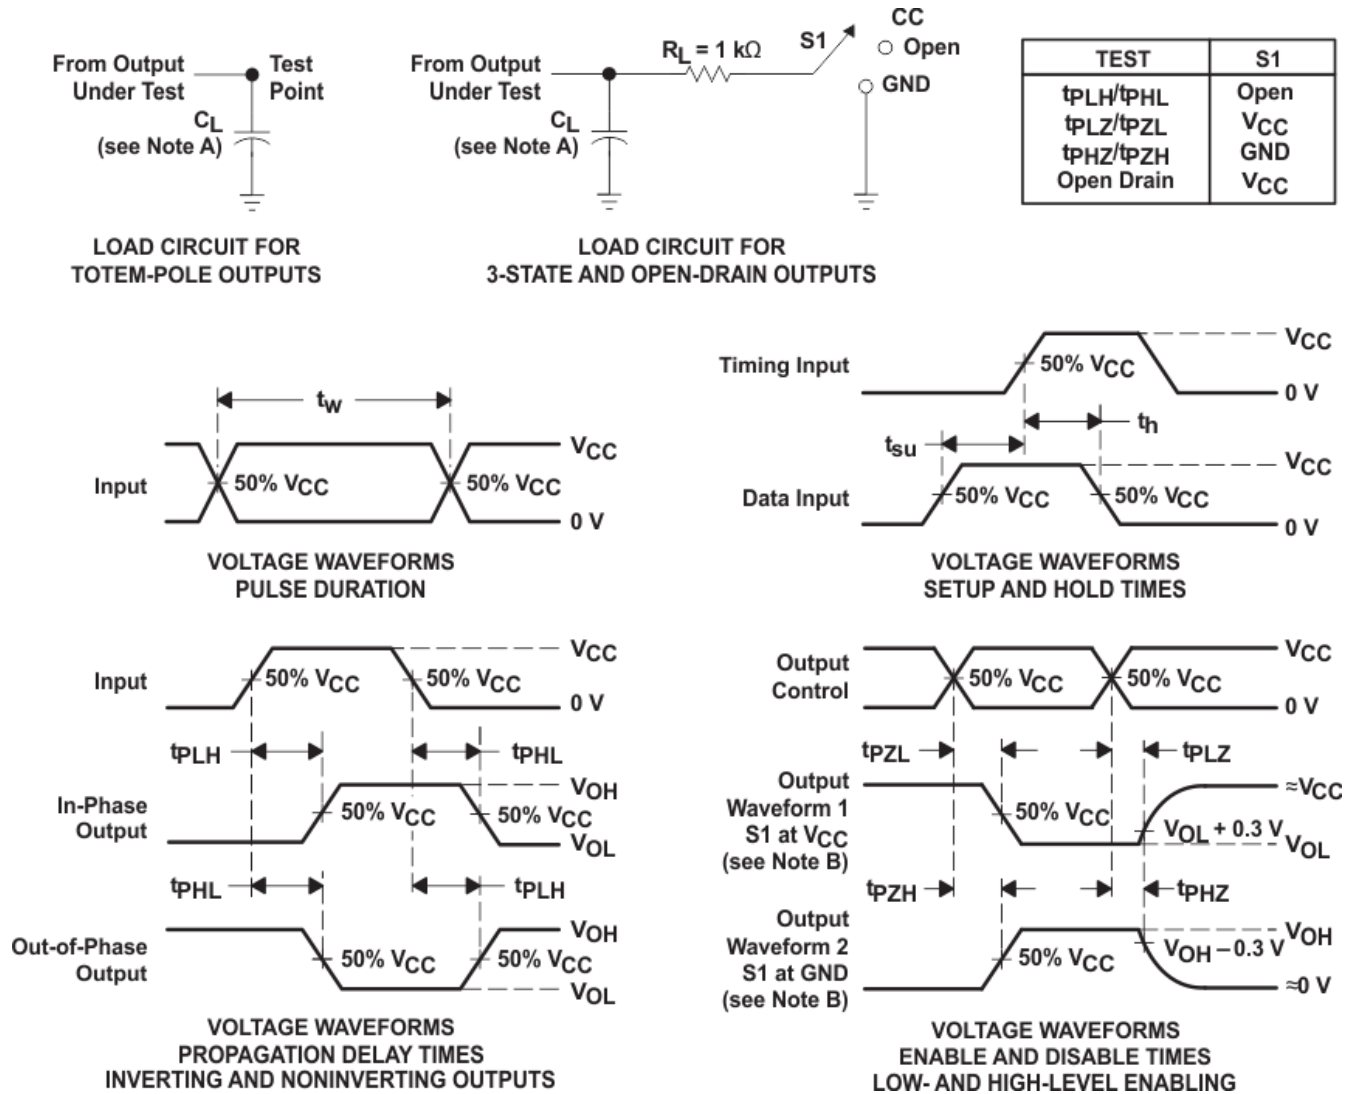 From Output
Under Test
Test
Point
CL
(see Note A)
LOAD CIRCUIT FOR
TOTEM-POLE OUTPUTS
From Output
Under Test
RL = 1 kΩ
S1
CC
Open
GND
CL
(see Note A)
LOAD CIRCUIT FOR
3-STATE AND OPEN-DRAIN OUTPUTS
TEST S1
tPLH/tPHL Open
tPLZ/tPZL VCC
tPHZ/tPZH GND
Open Drain VCC
tw
Input
VCC
50% VCC 50% VCC
0 V
VOLTAGE WAVEFORMS
PULSE DURATION
Timing Input
VCC
50% VCC
0 V
th
tsu
Data Input
VCC
50% VCC 50% VCC
0 V
VOLTAGE WAVEFORMS
SETUP AND HOLD TIMES
Input
VCC
50% VCC 50% VCC
0 V
tPLH tPHL
In-Phase
Output
VOH
50% VCC 50% VCC
VOL
tPHL tPLH
Out-of-Phase
Output
VOH
50% VCC 50% VCC
VOL
VOLTAGE WAVEFORMS
PROPAGATION DELAY TIMES
INVERTING AND NONINVERTING OUTPUTS
Output
Control
VCC
50% VCC 50% VCC
0 V
tPZL tPLZ
Output
Waveform 1
S1 at VCC
(see Note B)
≈VCC
50% VCC
VOL + 0.3 V
VOL
tPZH tPHZ
Output
Waveform 2
S1 at GND
(see Note B)
VOH
50% VCC
VOH − 0.3 V
≈0 V
VOLTAGE WAVEFORMS
ENABLE AND DISABLE TIMES
LOW- AND HIGH-LEVEL ENABLING